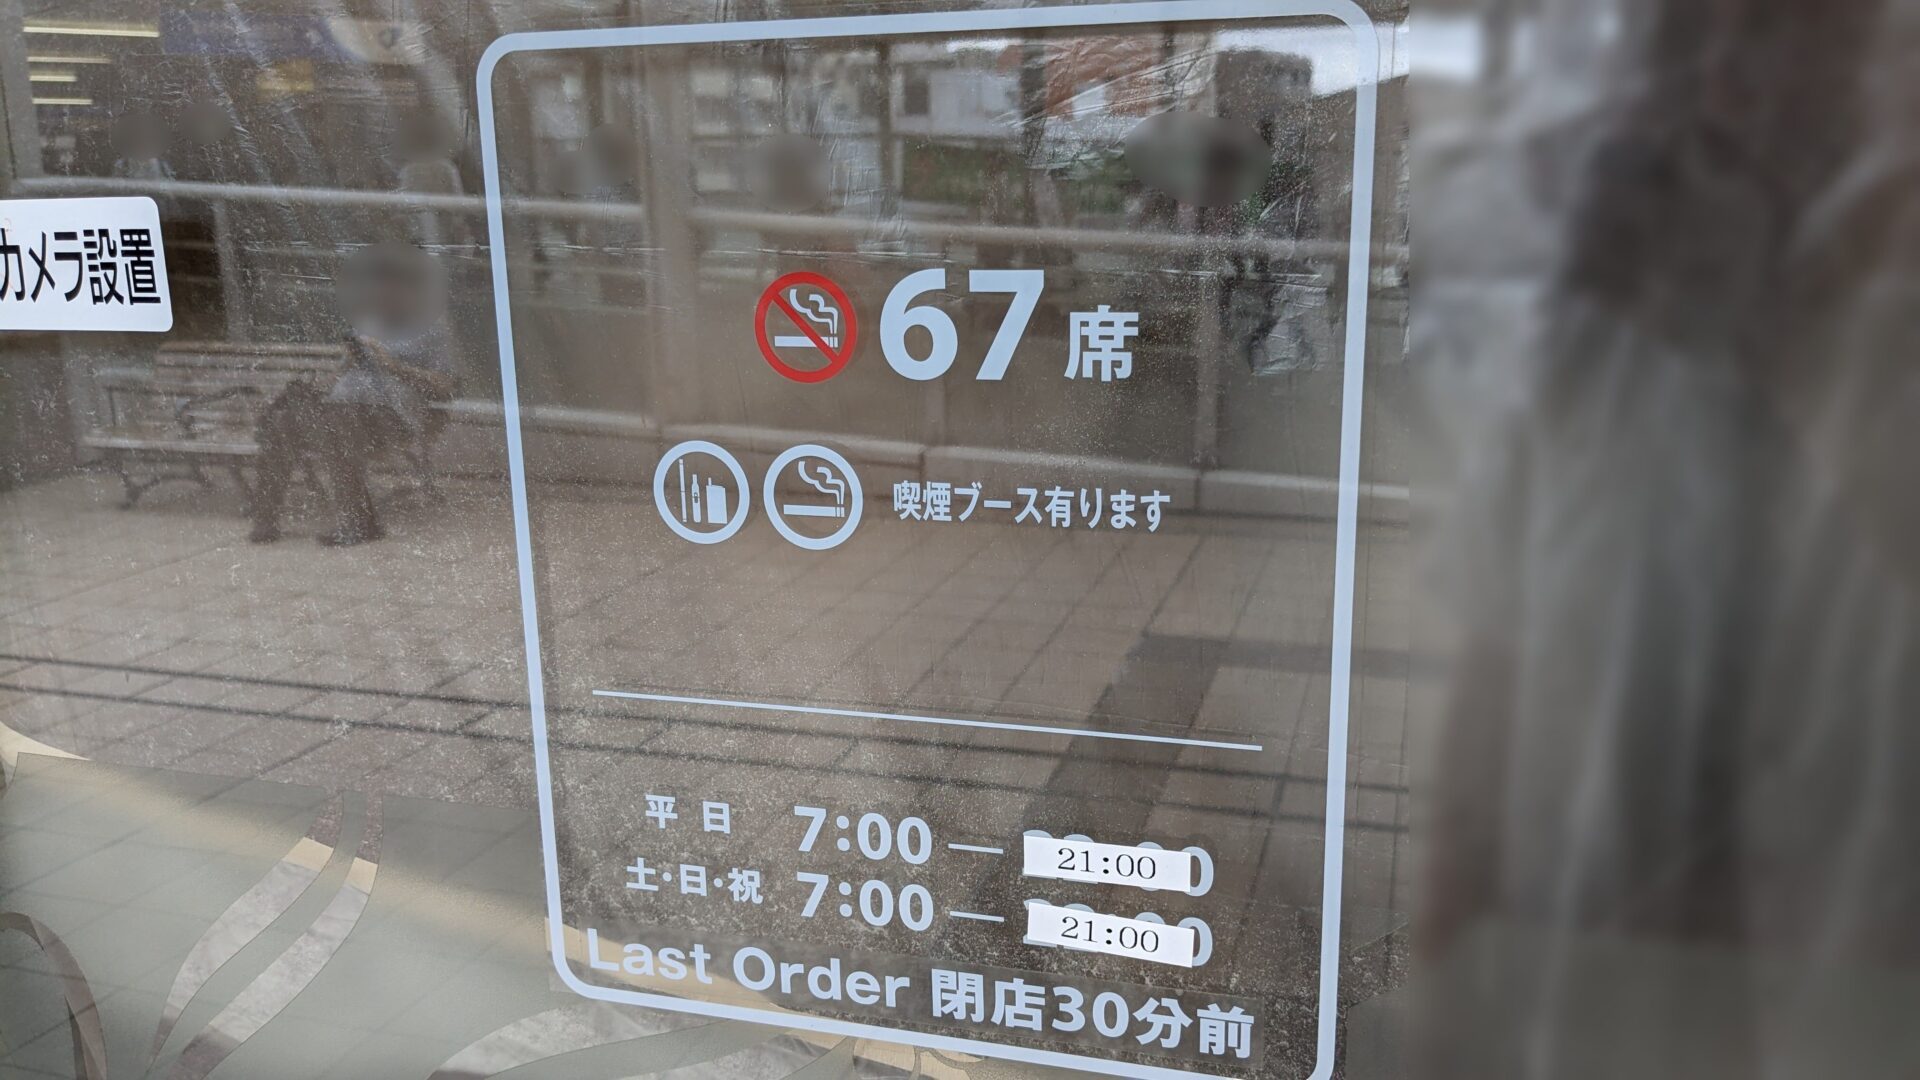 カメラ設置
67席
喫煙ブース有ります
平日 7:00 — 21:00
土・日・祝 7:00 — 21:00
Last Order 閉店30分前